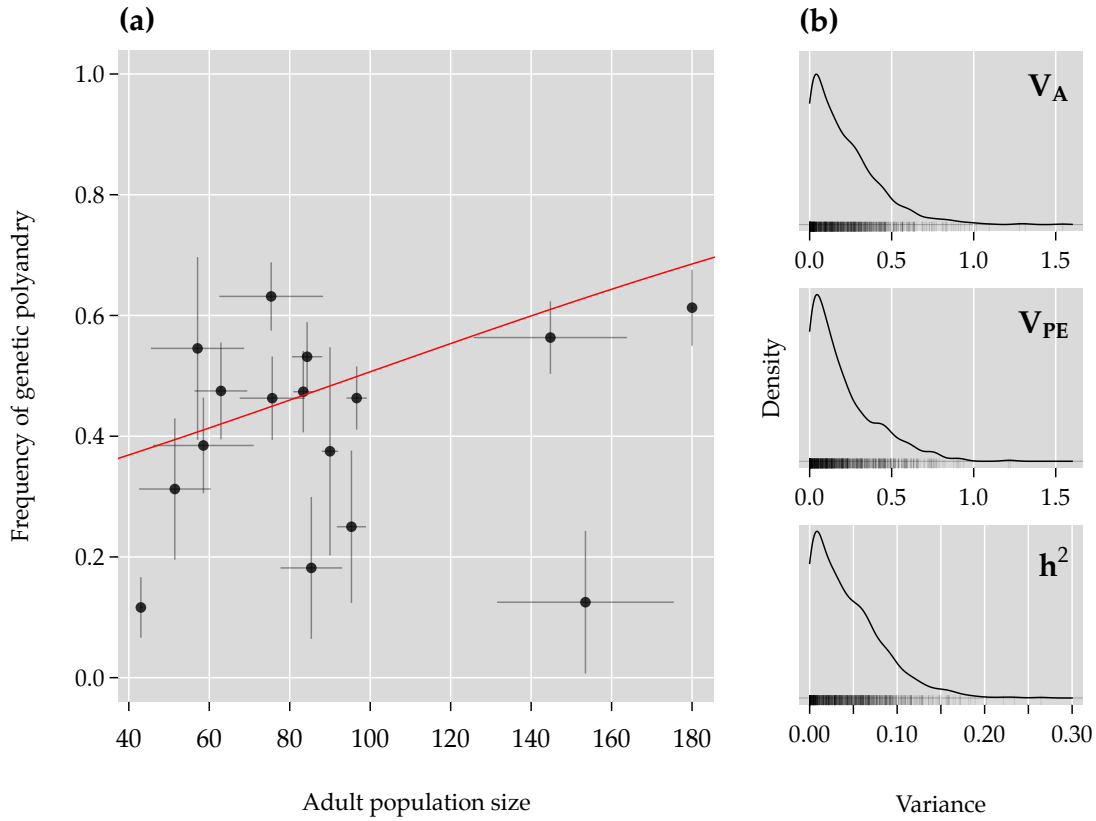 (a)
Frequency of genetic polyandry
1.0
0.8
0.6
0.4
0.2
0.0
40 60 80 100 120 140 160 180
Adult population size
(b)
Density
V_A
0.0 0.5 1.0 1.5
V_PE
0.0 0.5 1.0 1.5
h²
0.00 0.10 0.20 0.30
Variance